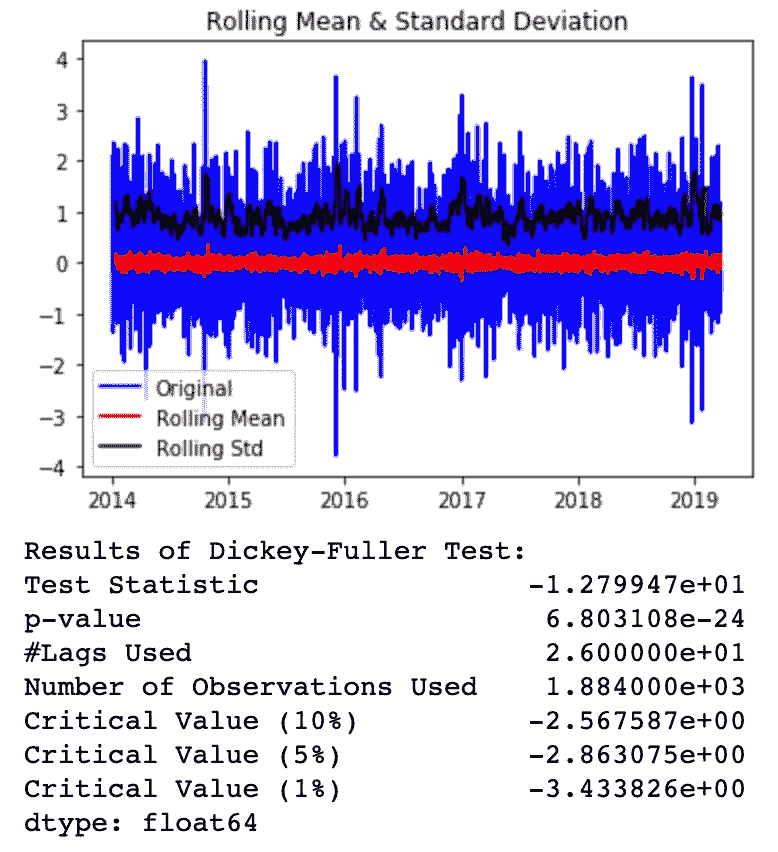 Rolling Mean & Standard Deviation
4
3
2
1
0
−1
−2
−3
−4
Original
Rolling Mean
Rolling Std
2014 2015 2016 2017 2018 2019
Results of Dickey-Fuller Test:
Test Statistic -1.279947e+01
p-value 6.803108e-24
#Lags Used 2.600000e+01
Number of Observations Used 1.884000e+03
Critical Value (10%) -2.567587e+00
Critical Value (5%) -2.863075e+00
Critical Value (1%) -3.433826e+00
dtype: float64